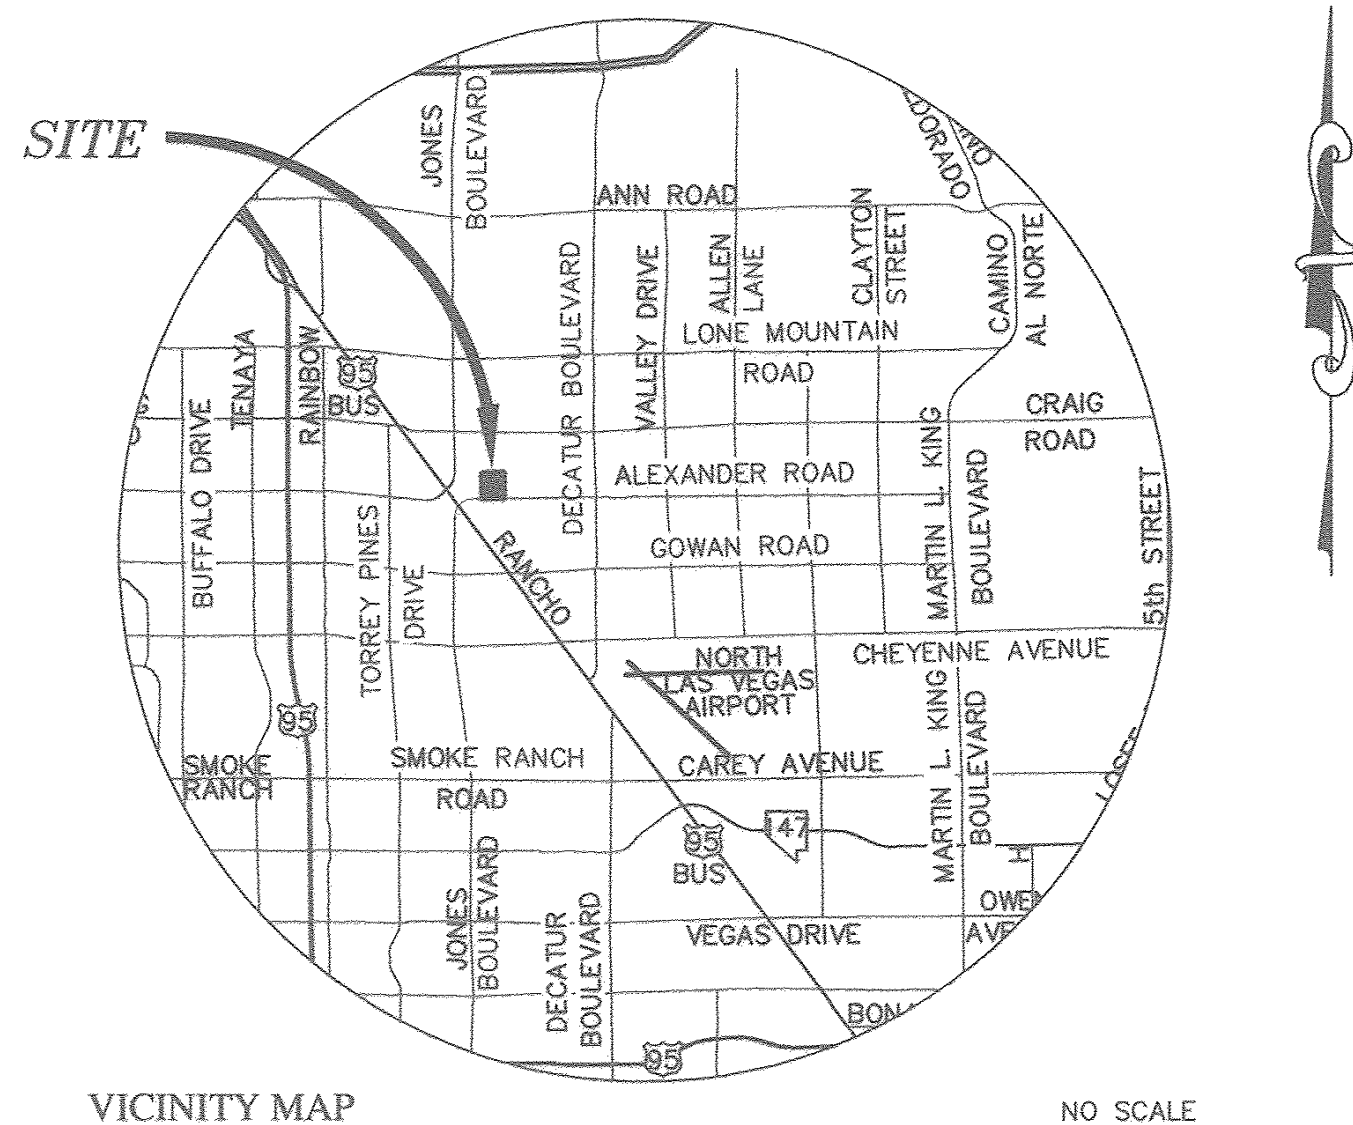 SITE
JONES
BOULEVARD
DORADO
ANN ROAD
DECATUR BOULEVARD
VALLEY DRIVE
ALLEN
LANE
CLAYTON
STREET
CAMINO
AL NORTE
LONE MOUNTAIN
ROAD
TENAYA
RAINBOW
95
BUS
BUFFALO DRIVE
CRAIG
ROAD
ALEXANDER ROAD
MARTIN L. KING
BOULEVARD
5th STREET
TORREY PINES
DRIVE
RANCHO
GOWAN ROAD
CHEYENNE AVENUE
NORTH
LAS VEGAS
AIRPORT
95
SMOKE
RANCH
SMOKE RANCH
ROAD
CAREY AVENUE
MARTIN L. KING
BOULEVARD
95
BUS
147
H
JONES
BOULEVARD
DECATUR
BOULEVARD
VEGAS DRIVE
95
VICINITY MAP
NO SCALE